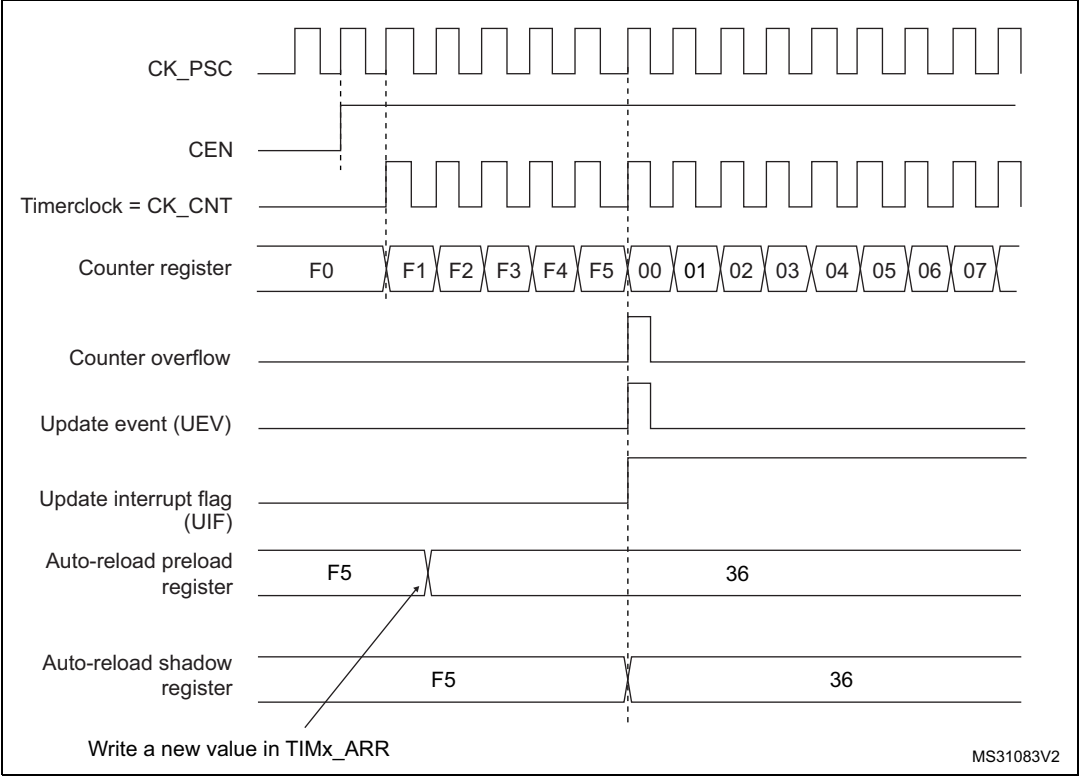 CK_PSC
CEN
Timerclock = CK_CNT
Counter register F0 F1 F2 F3 F4 F5 00 01 02 03 04 05 06 07
Counter overflow
Update event (UEV)
Update interrupt flag
(UIF)
Auto-reload preload
register F5 36
Auto-reload shadow
register F5 36
Write a new value in TIMx_ARR
MS31083V2